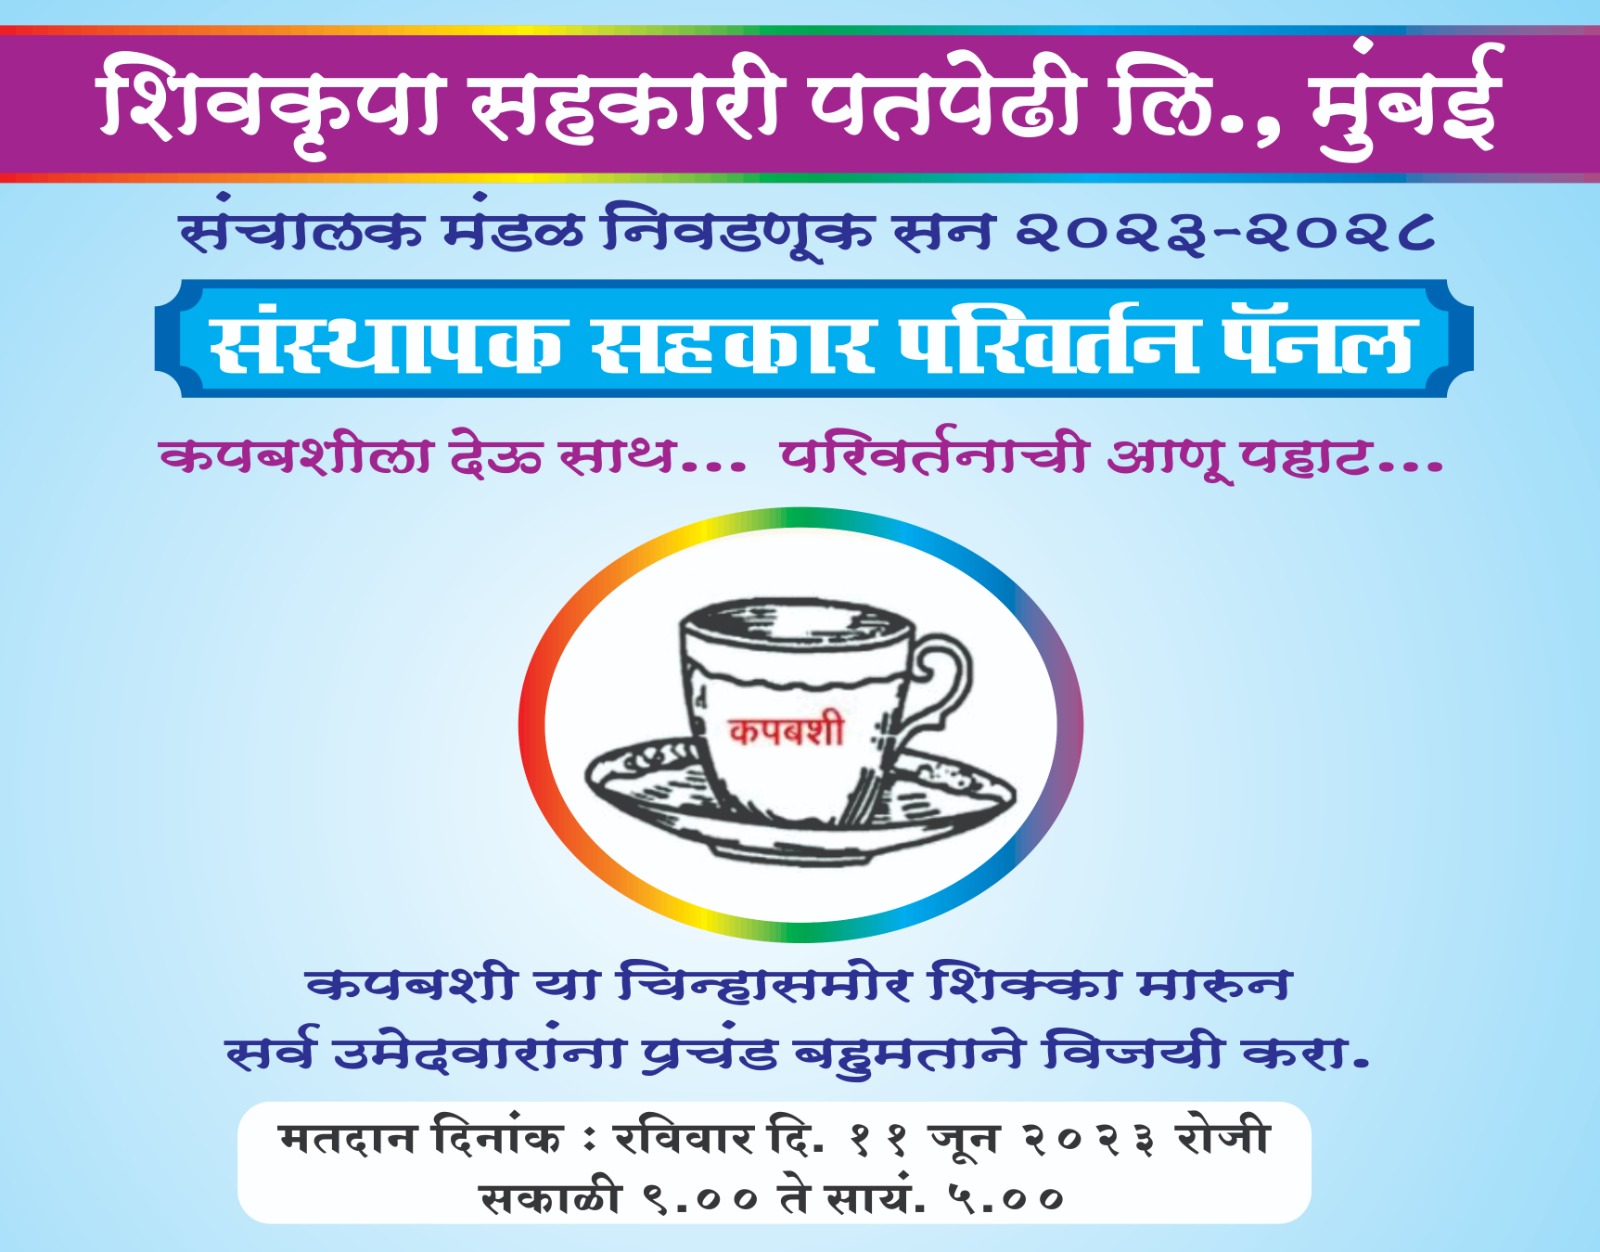 शिवकृपा सहकारी पतपेढी लि., मुंबई
संचालक मंडळ निवडणूक सन २०२३-२०२८
संस्थापक सहकार परिवर्तन पॅनल
कपबशीला देऊ साथ... परिवर्तनाची आणू पहाट...
कपबशी
कपबशी या चिन्हासमोर शिक्का मारुन
सर्व उमेदवारांना प्रचंड बहुमताने विजयी करा.
मतदान दिनांक : रविवार दि. ११ जून २०२३ रोजी
सकाळी ९.०० ते सायं. ५.००